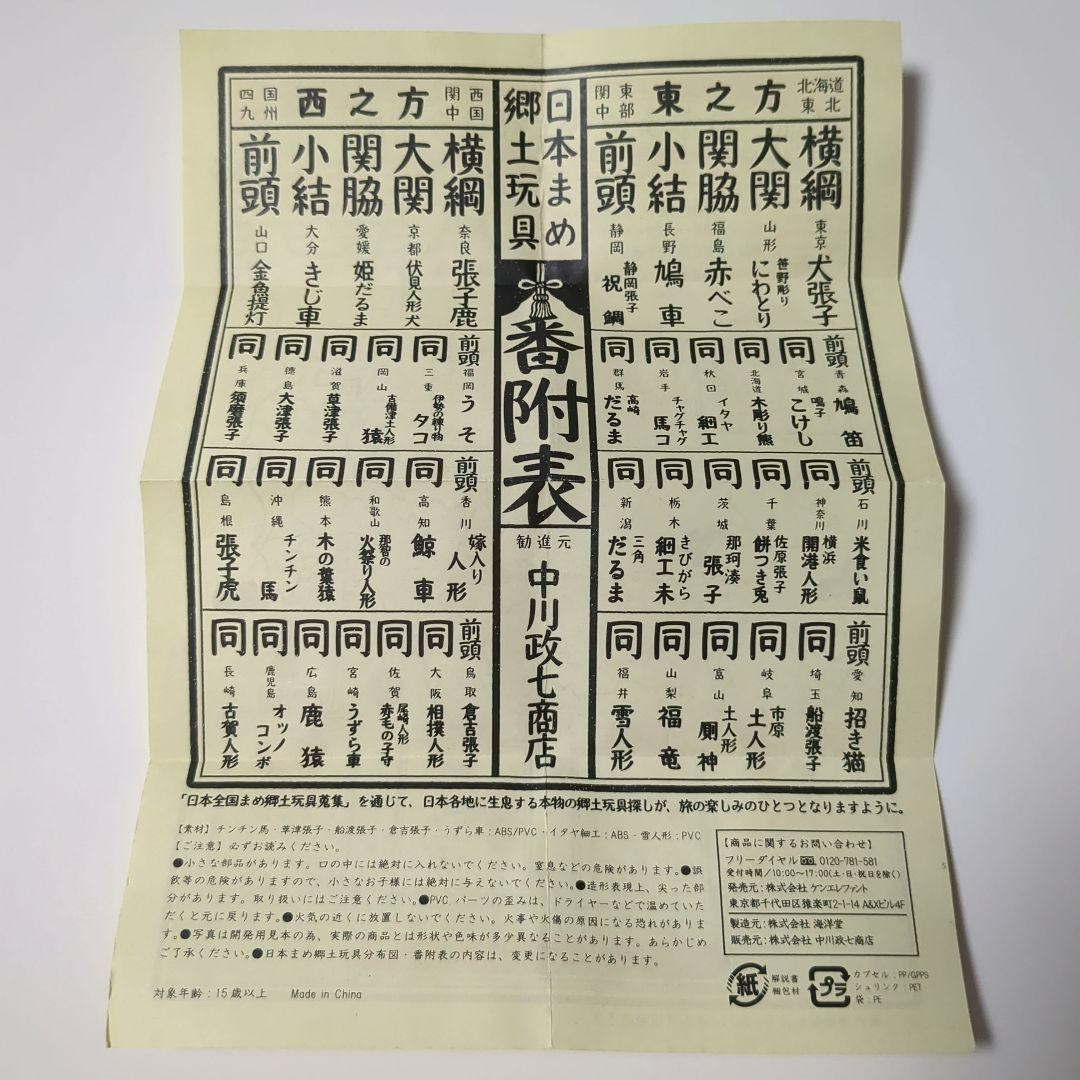 日本まめ
郷土玩具
番附表
勧進元
中川政七商店
東之方
北海道
東北
関東
中部
横綱 東京 犬張子
大関 山形 笹野彫り にわとり
関脇 福島 赤べこ
小結 長野 鳩車
前頭 静岡 静岡張子 祝鯛
前頭 青森 鳩笛
同 宮城 鳴子 こけし
同 北海道 木彫り熊
同 秋田 イタヤ細工
同 岩手 チャグチャグ馬コ
同 群馬 高崎だるま
前頭 石川 米食い鼠
同 神奈川 横浜 開港人形
同 千葉 佐原張子 餅つき兎
同 茨城 那珂湊 張子
同 栃木 きびがら細工 未
同 新潟 三角だるま
前頭 愛知 招き猫
同 埼玉 船渡張子
同 岐阜 市原 土人形
同 富山 土人形 厠神
同 山梨 福竜
同 福井 雪人形
西之方
関西
中国
四国
九州
横綱 奈良 張子鹿
大関 京都 伏見人形 犬
関脇 愛媛 姫だるま
小結 大分 きじ車
前頭 山口 金魚提灯
前頭 福岡 うそ
同 三重 伊勢の練り物 タコ
同 岡山 吉備津土人形 猿
同 滋賀 草津張子
同 徳島 大津張子
同 兵庫 須磨張子
前頭 香川 嫁入り人形
同 高知 鯨車
同 和歌山 那智の火祭り人形
同 熊本 木の葉猿
同 沖縄 チンチン馬
同 島根 張子虎
前頭 鳥取 倉吉張子
同 大阪 相撲人形
同 佐賀 尾崎人形 赤毛の子守
同 宮崎 うずら車
同 広島 鹿猿
同 鹿児島 オッノコンボ
同 長崎 古賀人形
「日本全国まめ郷土玩具蒐集」を通じて、日本各地に生息する本物の郷土玩具探しが、旅の楽しみのひとつとなりますように。
【素材】チンチン馬・草津張子・船渡張子・倉吉張子・うずら車:ABS/PVC・イタヤ細工:ABS・雪人形:PVC
【ご注意】必ずお読みください。
●小さな部品があります。口の中には絶対に入れないでください。窒息などの危険があります。●誤
飲等の危険がありますので、小さなお子様には絶対に与えないでください。●造形表現上、尖った部
分があります。取り扱いにはご注意ください。●PVCパーツの歪みは、ドライヤーなどで温めていた
だくと元に戻ります。●火気の近くに放置しないでください。火事や火傷の原因になる恐れがありま
す。●写真は開発用見本の為、実際の商品とは形状や色味が多少異なることがあります。あらかじめ
ご了承ください。●日本まめ郷土玩具分布図・番附表の内容は、変更になることがあります。
対象年齢:15歳以上 Made in China
【商品に関するお問い合わせ】
フリーダイヤル 0120-781-581
受付時間/10:00〜17:00(土・日・祝日を除く)
発売元:株式会社 ケンエレファント
東京都千代田区猿楽町2-1-14 A&Xビル4F
製造元:株式会社 海洋堂
販売元:株式会社 中川政七商店
紙
解説書
梱包材
プラ
カプセル:PP/GPPS
シュリンク:PET
袋:PE